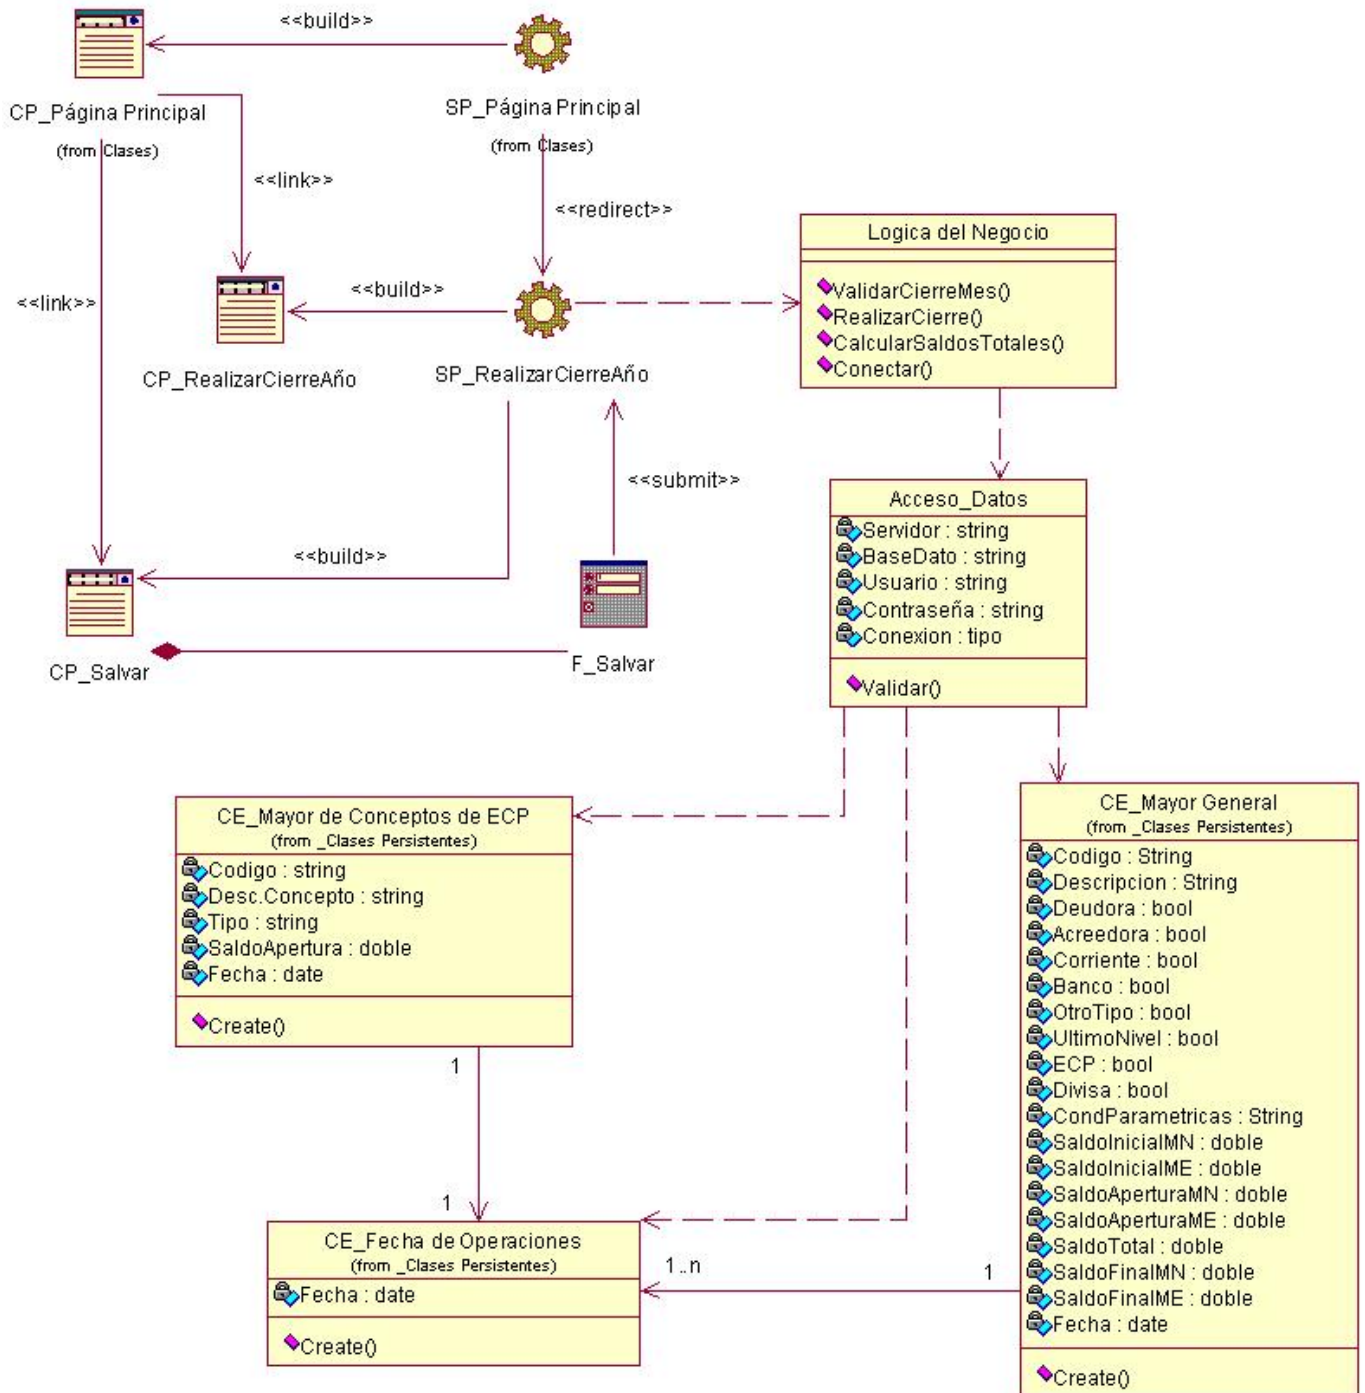 <<build>>
CP_Página Principal
(from Clases)
SP_Página Principal
(from Clases)
<<link>>
<<redirect>>
<<link>>
<<build>>
CP_RealizarCierreAño
SP_RealizarCierreAño
Logica del Negocio
ValidarCierreMes()
RealizarCierre()
CalcularSaldosTotales()
Conectar()
<<submit>>
<<build>>
CP_Salvar
F_Salvar
Acceso_Datos
Servidor : string
BaseDato : string
Usuario : string
Contraseña : string
Conexion : tipo
Validar()
CE_Mayor de Conceptos de ECP
(from _Clases Persistentes)
Codigo : string
Desc.Concepto : string
Tipo : string
SaldoApertura : doble
Fecha : date
Create()
CE_Mayor General
(from _Clases Persistentes)
Codigo : String
Descripcion : String
Deudora : bool
Acreedora : bool
Corriente : bool
Banco : bool
OtroTipo : bool
UltimoNivel : bool
ECP : bool
Divisa : bool
CondParametricas : String
SaldoInicialMN : doble
SaldoInicialME : doble
SaldoAperturaMN : doble
SaldoAperturaME : doble
SaldoTotal : doble
SaldoFinalMN : doble
SaldoFinalME : doble
Fecha : date
Create()
1
1
CE_Fecha de Operaciones
(from _Clases Persistentes)
Fecha : date
Create()
1..n
1